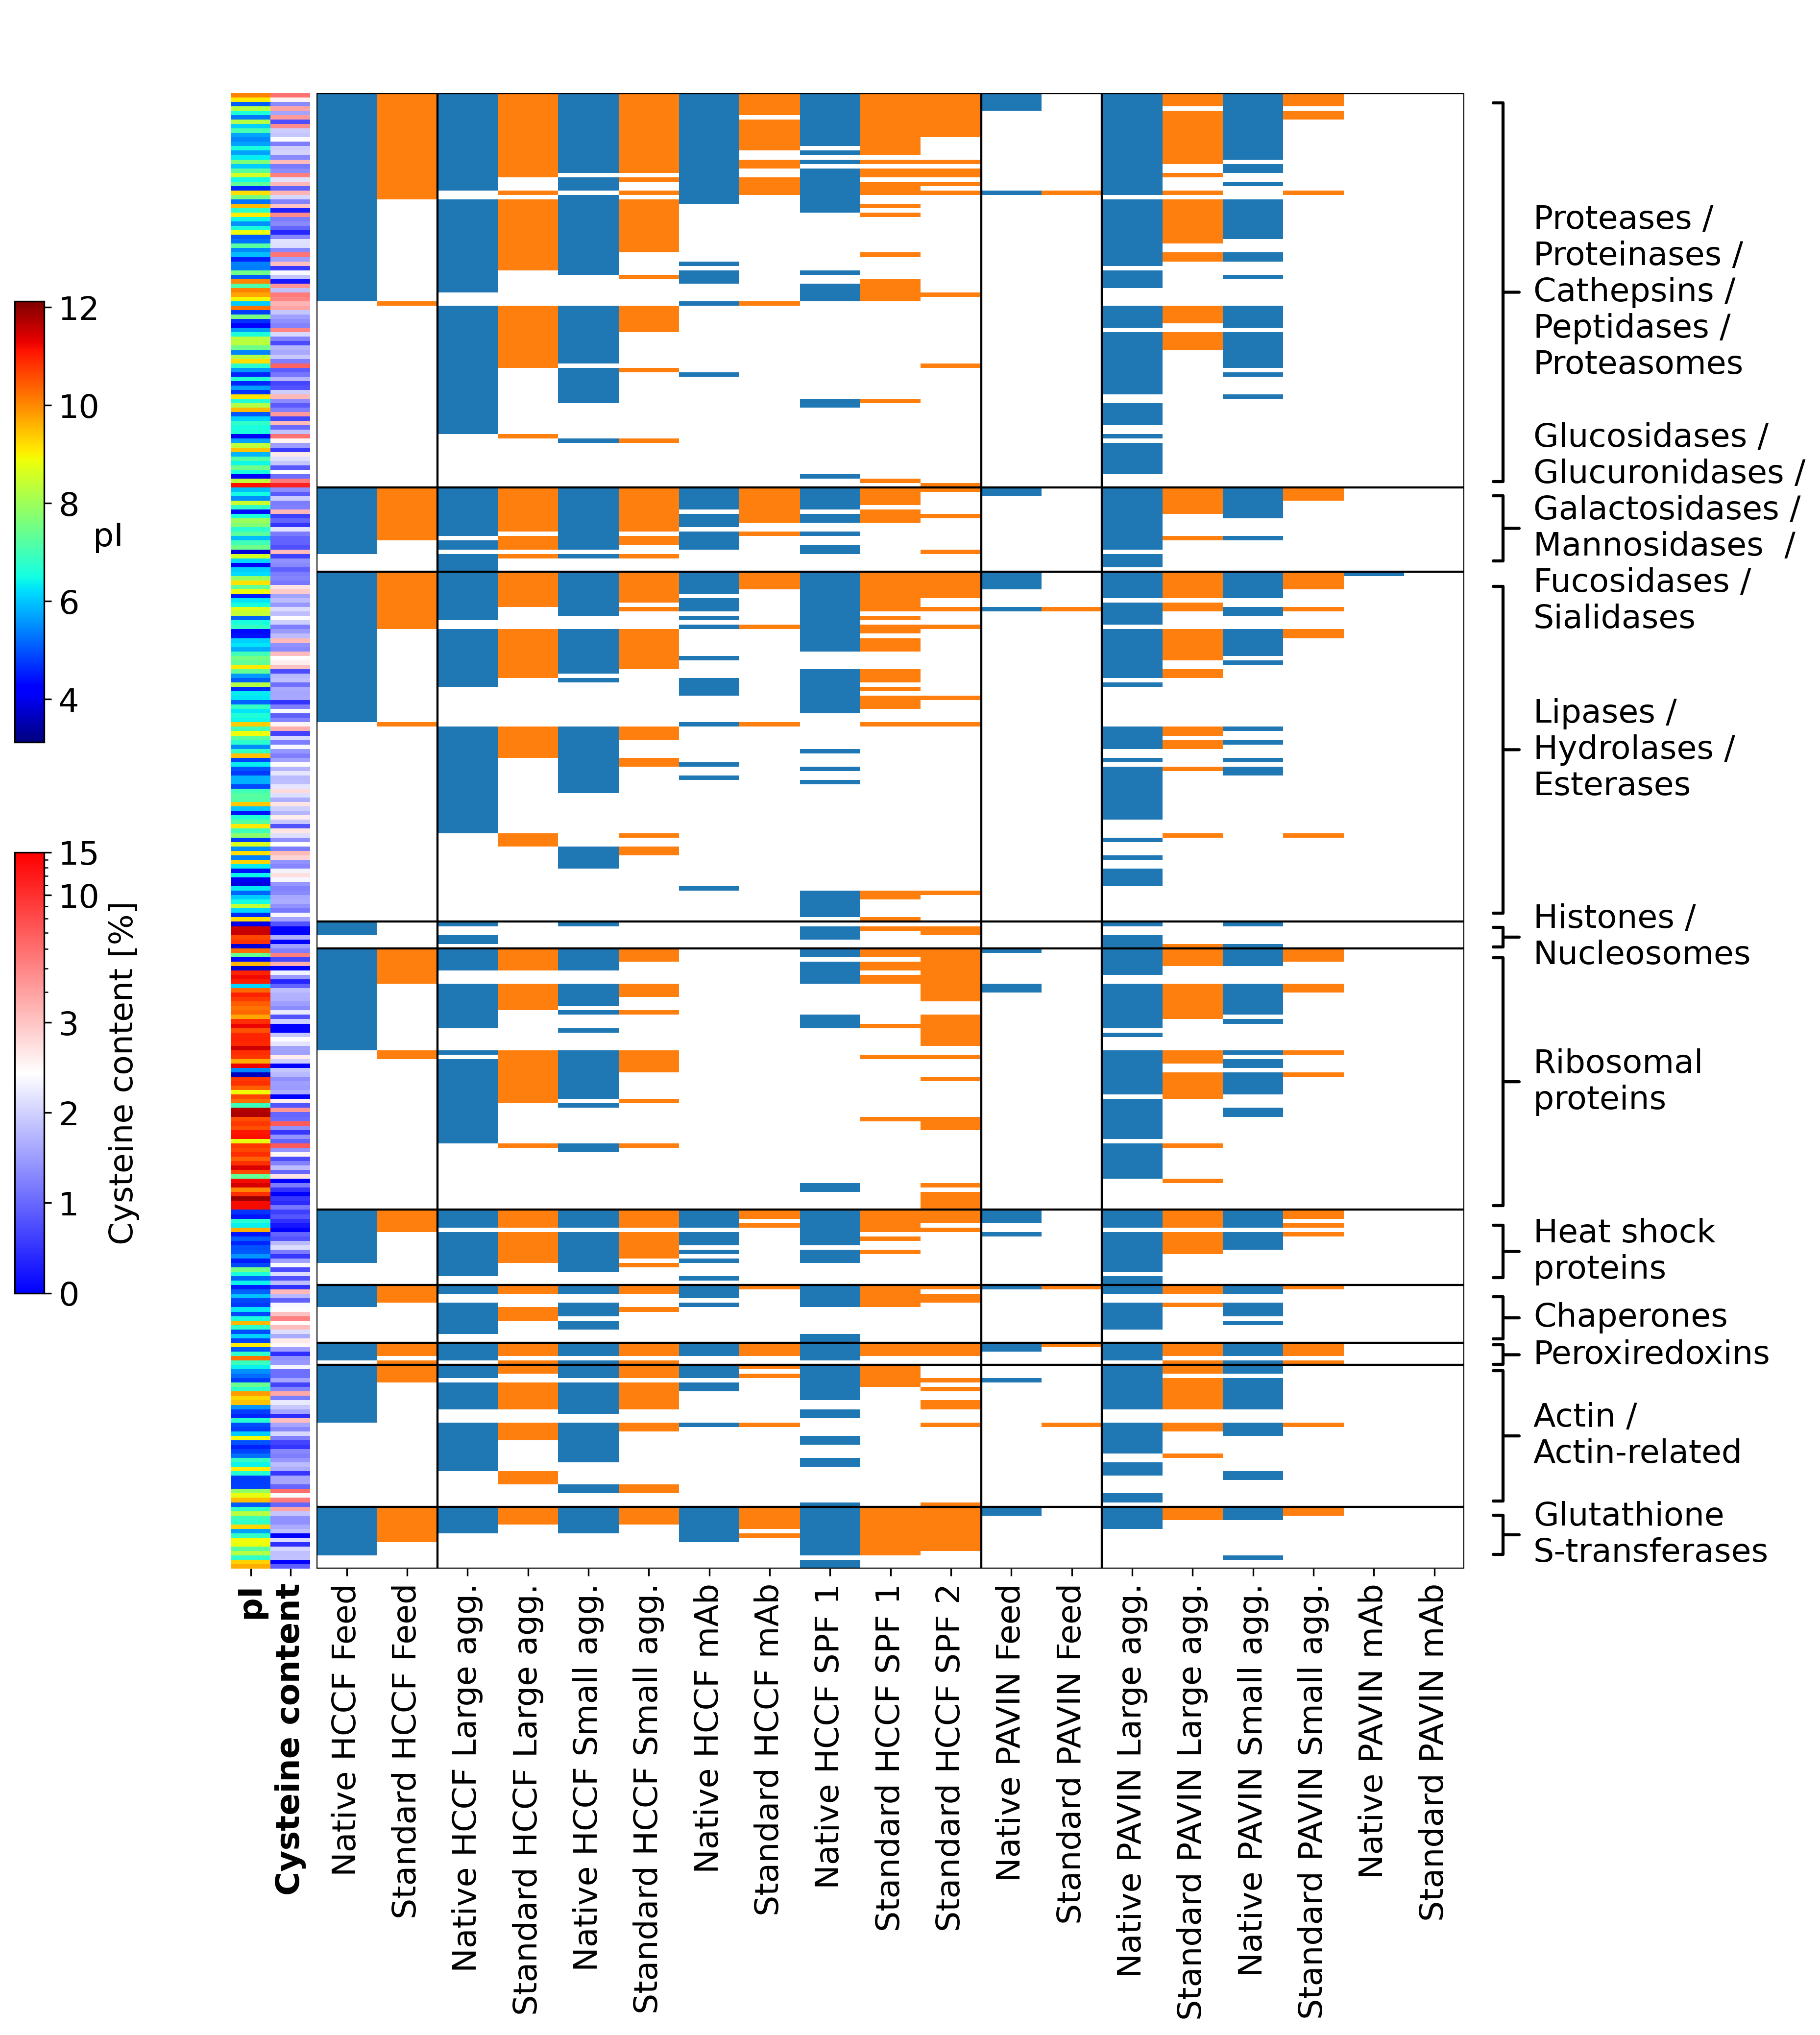 12
10
8
6
4
pI
15
10
3
2
1
0
Cysteine content [%]
Proteases /
Proteinases /
Cathepsins /
Peptidases /
Proteasomes
Glucosidases /
Glucuronidases /
Galactosidases /
Mannosidases  /
Fucosidases /
Sialidases
Lipases /
Hydrolases /
Esterases
Histones /
Nucleosomes
Ribosomal
proteins
Heat shock
proteins
Chaperones
Peroxiredoxins
Actin /
Actin-related
Glutathione
S-transferases
pI
Cysteine content
Native HCCF Feed
Standard HCCF Feed
Native HCCF Large agg.
Standard HCCF Large agg.
Native HCCF Small agg.
Standard HCCF Small agg.
Native HCCF mAb
Standard HCCF mAb
Native HCCF SPF 1
Standard HCCF SPF 1
Standard HCCF SPF 2
Native PAVIN Feed
Standard PAVIN Feed
Native PAVIN Large agg.
Standard PAVIN Large agg.
Native PAVIN Small agg.
Standard PAVIN Small agg.
Native PAVIN mAb
Standard PAVIN mAb